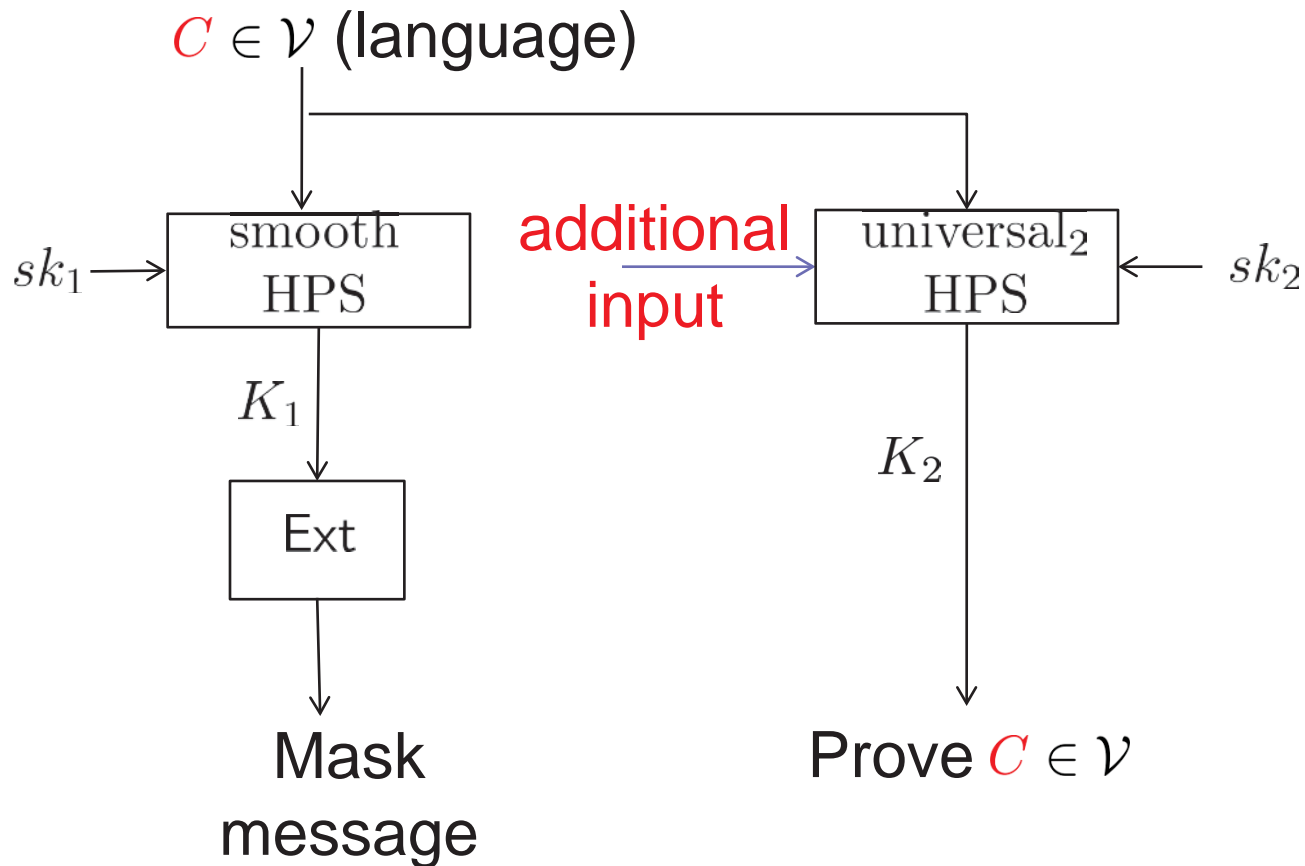 C ∈ 𝒱 (language)
smooth
HPS
sk₁
additional
input
universal₂
HPS
sk₂
K₁
K₂
Ext
Mask
message
Prove C ∈ 𝒱